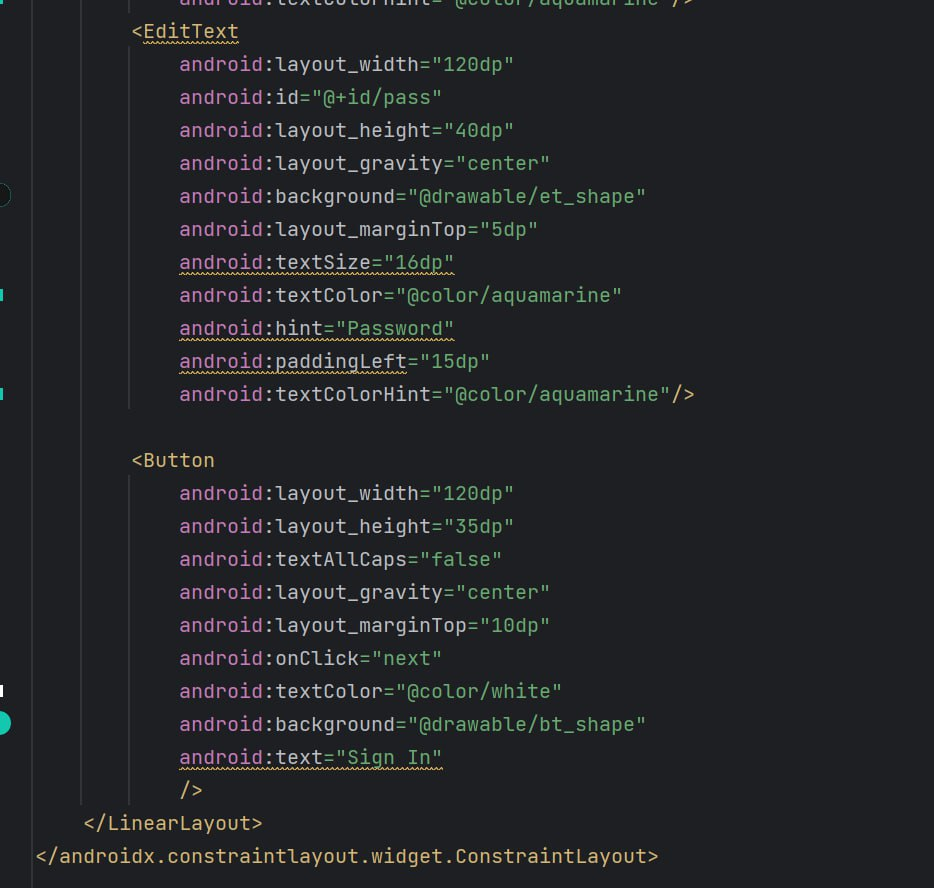 android:textColorHint="@color/aquamarine"/>
<EditText
android:layout_width="120dp"
android:id="@+id/pass"
android:layout_height="40dp"
android:layout_gravity="center"
android:background="@drawable/et_shape"
android:layout_marginTop="5dp"
android:textSize="16dp"
android:textColor="@color/aquamarine"
android:hint="Password"
android:paddingLeft="15dp"
android:textColorHint="@color/aquamarine"/>
<Button
android:layout_width="120dp"
android:layout_height="35dp"
android:textAllCaps="false"
android:layout_gravity="center"
android:layout_marginTop="10dp"
android:onClick="next"
android:textColor="@color/white"
android:background="@drawable/bt_shape"
android:text="Sign In"
/>
</LinearLayout>
</androidx.constraintlayout.widget.ConstraintLayout>